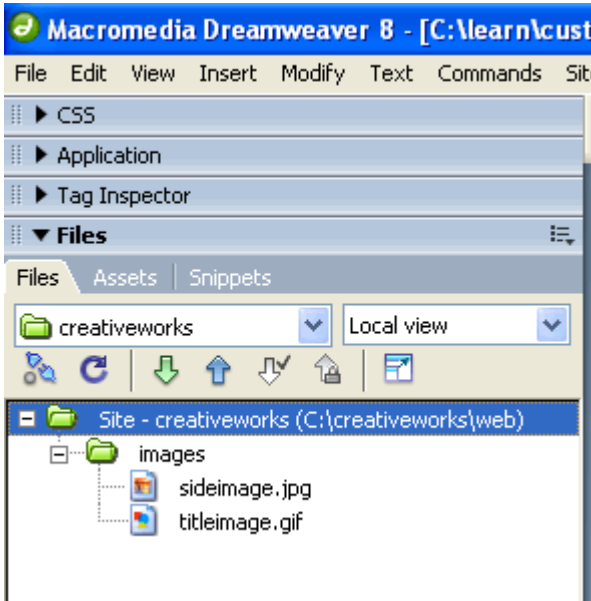 Macromedia Dreamweaver 8 - [C:\learn\cust
File Edit View Insert Modify Text Commands Sit
CSS
Application
Tag Inspector
Files
Files Assets Snippets
creativeworks Local view
Site - creativeworks (C:\creativeworks\web)
images
sideimage.jpg
titleimage.gif